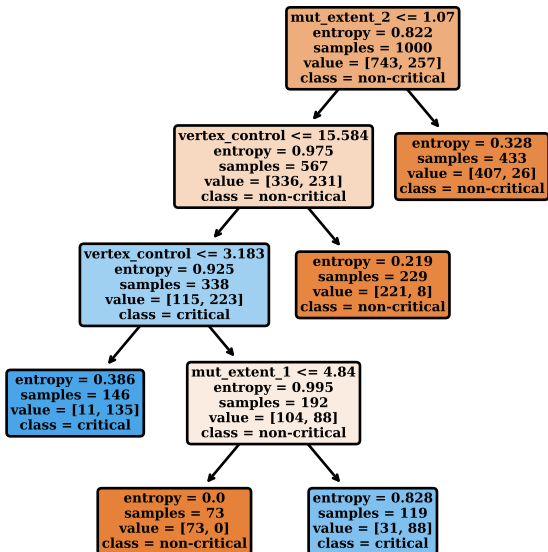 mut_extent_2 <= 1.07
entropy = 0.822
samples = 1000
value = [743, 257]
class = non-critical
vertex_control <= 15.584
entropy = 0.975
samples = 567
value = [336, 231]
class = non-critical
entropy = 0.328
samples = 433
value = [407, 26]
class = non-critical
vertex_control <= 3.183
entropy = 0.925
samples = 338
value = [115, 223]
class = critical
entropy = 0.219
samples = 229
value = [221, 8]
class = non-critical
entropy = 0.386
samples = 146
value = [11, 135]
class = critical
mut_extent_1 <= 4.84
entropy = 0.995
samples = 192
value = [104, 88]
class = non-critical
entropy = 0.0
samples = 73
value = [73, 0]
class = non-critical
entropy = 0.828
samples = 119
value = [31, 88]
class = critical